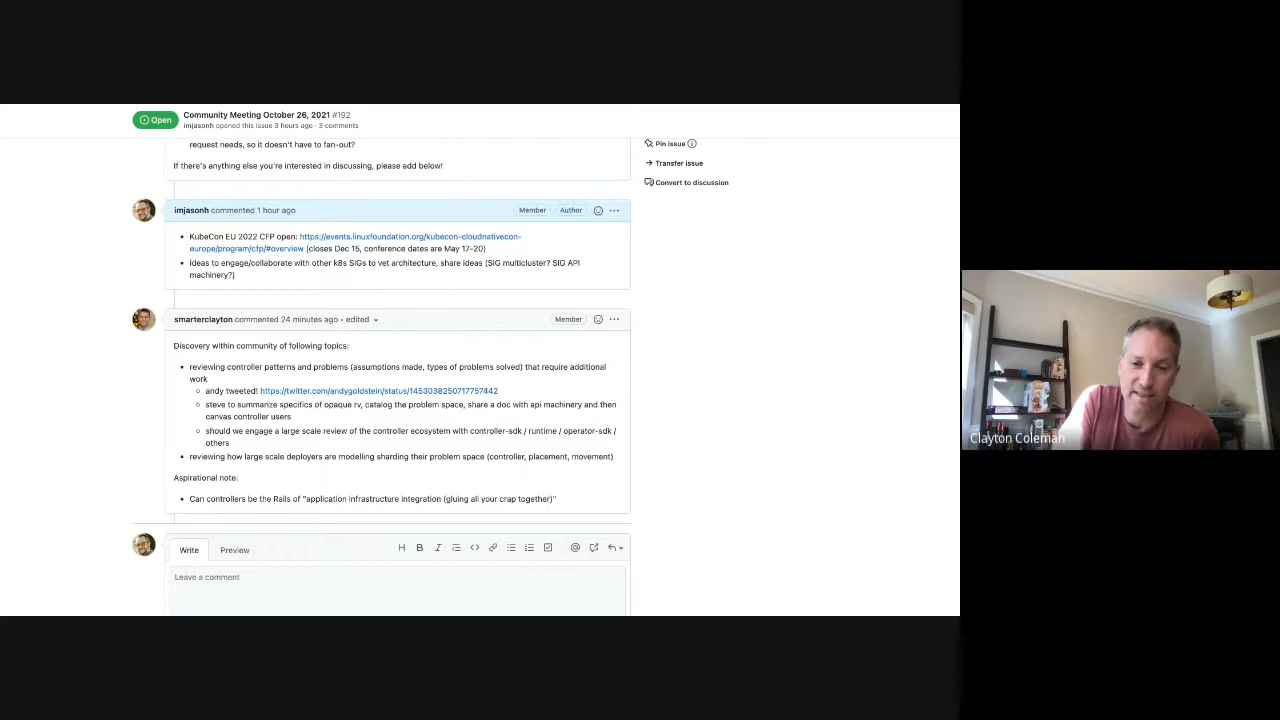 Open
Community Meeting October 26, 2021 #192
imjasonh opened this issue 3 hours ago · 3 comments
request needs, so it doesn't have to fan-out?
If there's anything else you're interested in discussing, please add below!
Pin issue
Transfer issue
Convert to discussion
imjasonh commented 1 hour ago
Member
Author
• KubeCon EU 2022 CFP open: https://events.linuxfoundation.org/kubecon-cloudnativecon-
europe/program/cfp/#overview (closes Dec 15, conference dates are May 17-20)
• ideas to engage/collaborate with other k8s SIGs to vet architecture, share ideas (SIG multicluster? SIG API
machinery?)
smarterclayton commented 24 minutes ago • edited
Member
Discovery within community of following topics:
• reviewing controller patterns and problems (assumptions made, types of problems solved) that require additional
work
◦ andy tweeted! https://twitter.com/andygoldstein/status/1453038250717757442
◦ steve to summarize specifics of opaque rv, catalog the problem space, share a doc with api machinery and then
canvas controller users
◦ should we engage a large scale review of the controller ecosystem with controller-sdk / runtime / operator-sdk /
others
• reviewing how large scale deployers are modelling sharding their problem space (controller, placement, movement)
Aspirational note:
• Can controllers be the Rails of "application infrastructure integration (gluing all your crap together)"
Write
Preview
Leave a comment
Clayton Coleman